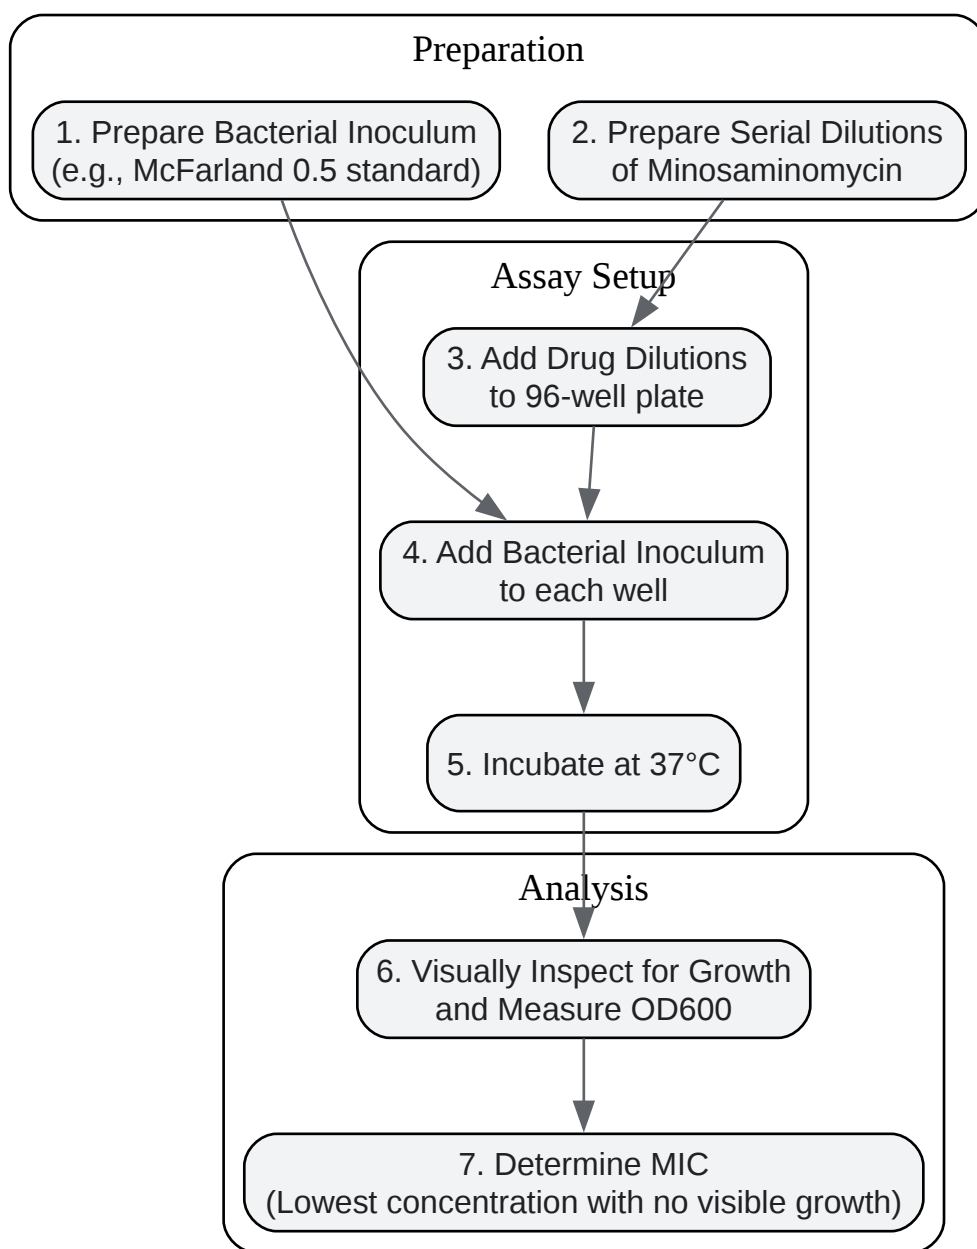 Preparation
1. Prepare Bacterial Inoculum
(e.g., McFarland 0.5 standard)
2. Prepare Serial Dilutions
of Minosaminomycin
Assay Setup
3. Add Drug Dilutions
to 96-well plate
4. Add Bacterial Inoculum
to each well
5. Incubate at 37°C
Analysis
6. Visually Inspect for Growth
and Measure OD600
7. Determine MIC
(Lowest concentration with no visible growth)